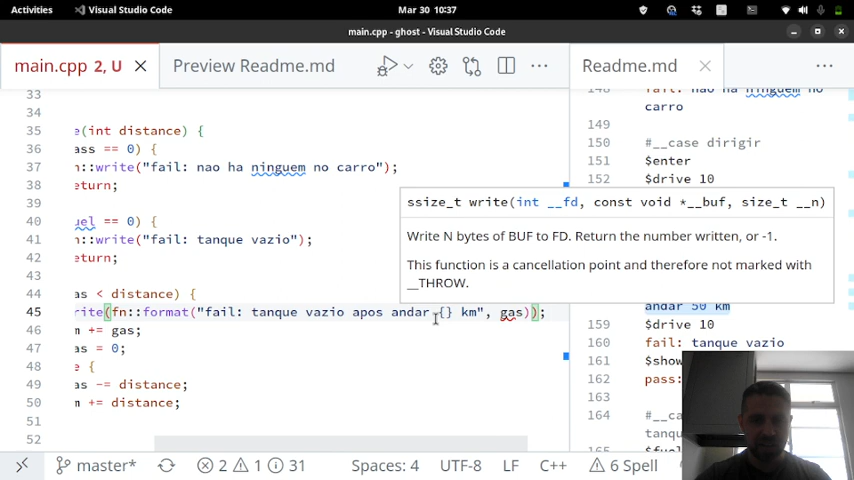 Activities
Visual Studio Code
Mar 30 10:37
main.cpp - ghost - Visual Studio Code
main.cpp 2, U
Preview Readme.md
Readme.md
33
34
35 e(int distance) {
36 ass == 0) {
37 n::write("fail: nao ha ninguem no carro");
38 eturn;
39
40 uel == 0) {
41 n::write("fail: tanque vazio");
42 eturn;
43
44 as < distance) {
45 rite(fn::format("fail: tanque vazio apos andar {} km", gas));
46 m += gas;
47 as = 0;
48 e {
49 as -= distance;
50 m += distance;
51
52
ssize_t write(int __fd, const void *__buf, size_t __n)
Write N bytes of BUF to FD. Return the number written, or -1.
This function is a cancellation point and therefore not marked with
__THROW.
148 fail: nao ha ninguem no
carro
149
150 #__case dirigir
151 $enter
152 $drive 10
andar 50 km
159 $drive 10
160 fail: tanque vazio
161 $show
162 pass:
163
164 #__ca
tanqu
165 $fuel
master*
2 1 31
Spaces: 4
UTF-8
LF
C++
6 Spell